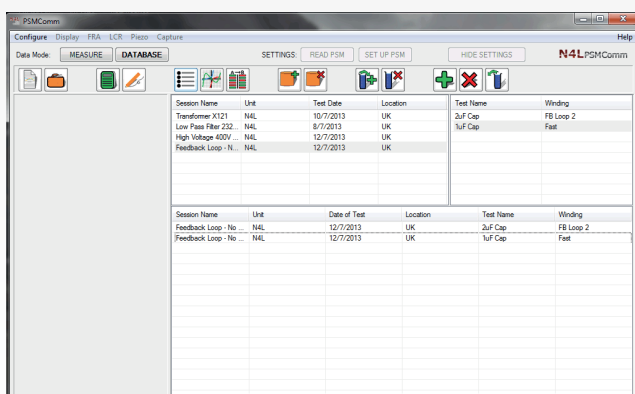 PSMComm
Configure Display FRA LCR Piezo Capture Help
Data Mode: MEASURE DATABASE SETTINGS: READ PSM SET UP PSM HIDE SETTINGS N4LPSMComm
Session Name Unit Test Date Location
Transformer X121 N4L 10/7/2013 UK
Low Pass Filter 232... N4L 8/7/2013 UK
High Voltage 400V ... N4L 12/7/2013 UK
Feedback Loop - N... N4L 12/7/2013 UK
Test Name Winding
2uF Cap FB Loop 2
1uF Cap Fast
Session Name Unit Date of Test Location Test Name Winding
Feedback Loop - No ... N4L 12/7/2013 UK 2uF Cap FB Loop 2
Feedback Loop - No ... N4L 12/7/2013 UK 1uF Cap Fast